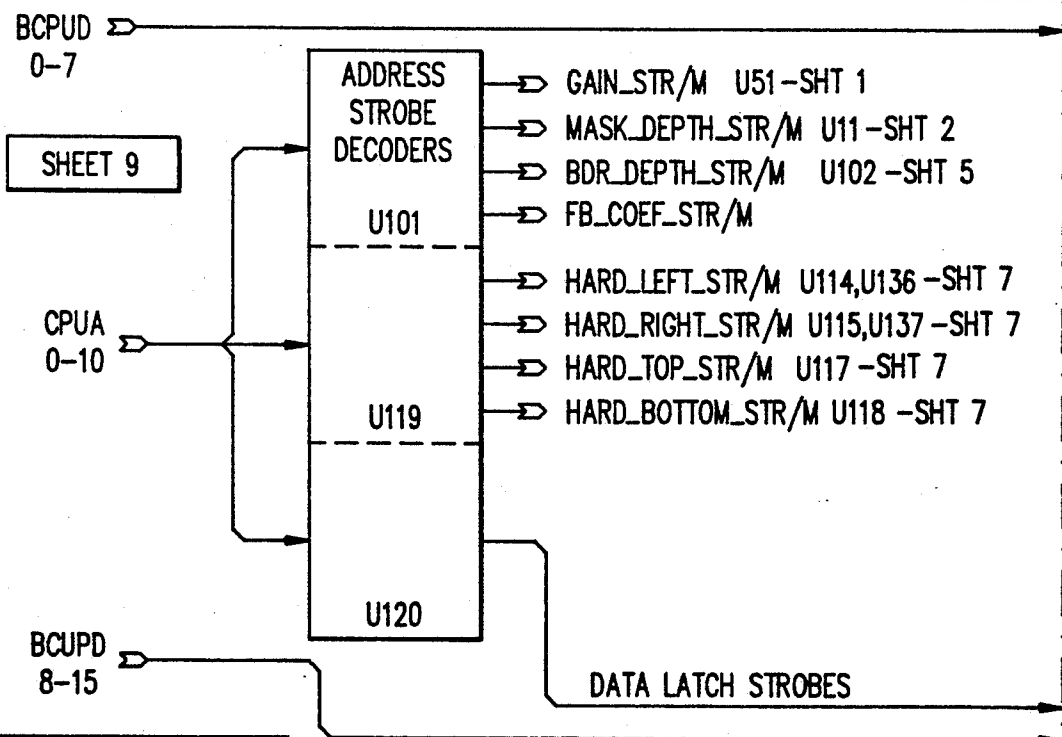 BCPUD
0-7
SHEET 9
ADDRESS
STROBE
DECODERS
U101
GAIN_STR/M U51-SHT 1
MASK_DEPTH_STR/M U11-SHT 2
BDR_DEPTH_STR/M U102-SHT 5
FB_COEF_STR/M
CPUA
0-10
U119
HARD_LEFT_STR/M U114,U136-SHT 7
HARD_RIGHT_STR/M U115,U137-SHT 7
HARD_TOP_STR/M U117-SHT 7
HARD_BOTTOM_STR/M U118-SHT 7
U120
BCUPD
8-15
DATA LATCH STROBES